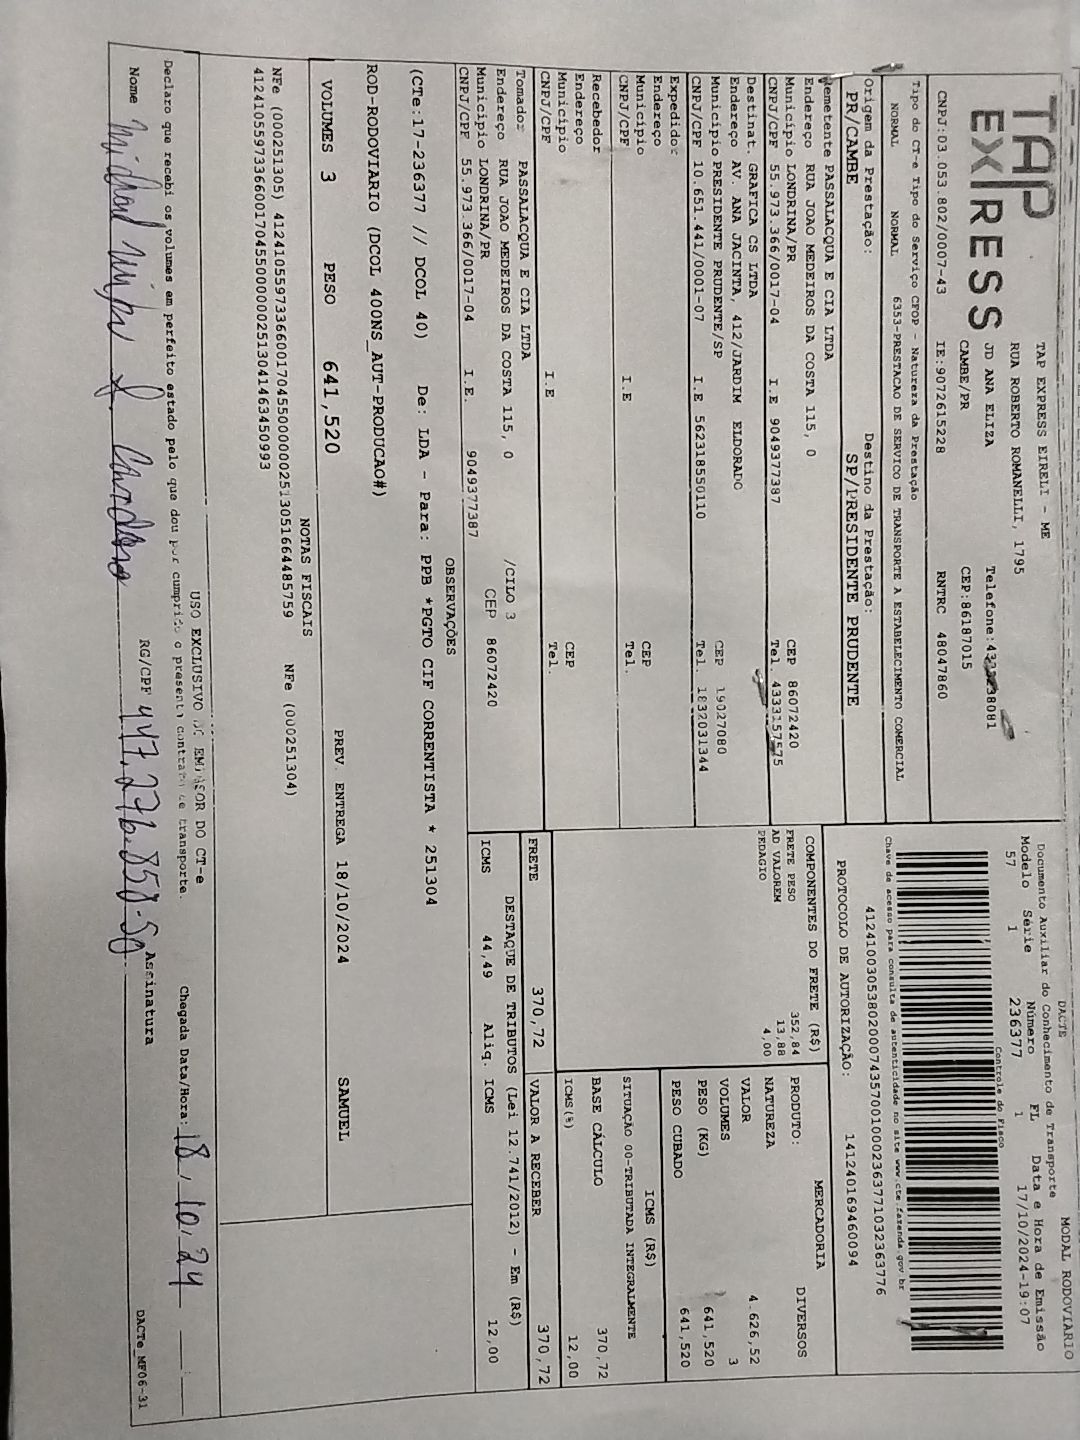 TAP
EXPRESS
TAP EXPRESS EIRELI - ME
RUA ROBERTO ROMANELLI, 1795
JD ANA ELIZA
CAMBE/PR
CEP:86187015
CNPJ:03.053.802/0007-43 IE:9072615228 RNTRC 48047860
Tipo do CT-e Tipo do Serviço CFOP - Natureza da Prestação
NORMAL NORMAL 6353-PRESTACAO DE SERVICO DE TRANSPORTE A ESTABELECIMENTO COMERCIAL
Origem da Prestação: Destino da Prestação:
PR/CAMBE SP/PRESIDENTE PRUDENTE
Remetente PASSALACQUA E CIA LTDA
Endereço RUA JOAO MEDEIROS DA COSTA 115, 0 CEP 86072420
Município LONDRINA/PR Tel. 4333157575
CNPJ/CPF 55.973.366/0017-04 I.E 9049377387
Destinat. GRAFICA CS LTDA
Endereço AV. ANA JACINTA, 412/JARDIM ELDORADO CEP 19027080
Município PRESIDENTE PRUDENTE/SP Tel. 1832031344
CNPJ/CPF 10.651.441/0001-07 I.E 562318550110
Expedidor
Endereço CEP
Município Tel.
CNPJ/CPF I.E
Recebedor
Endereço CEP
Município Tel.
CNPJ/CPF I.E
Tomador PASSALACQUA E CIA LTDA
Endereço RUA JOAO MEDEIROS DA COSTA 115, 0 /CILO 3
Município LONDRINA/PR CEP 86072420
CNPJ/CPF 55.973.366/0017-04 I.E. 9049377387
DACTE MODAL RODOVIARIO
Documento Auxiliar do Conhecimento de Transporte
Modelo Série Número FL Data e Hora de Emissão
57 1 236377 1 17/10/2024-19:07
Controle do Fisco
Chave de acesso para consulta de autenticidade no site www.cte.fazenda.gov.br
41241003053802000743570010002363771032363776
PROTOCOLO DE AUTORIZAÇÃO: 141240169460094
COMPONENTES DO FRETE (R$)
FRETE PESO 352,84
AD VALOREM 13,88
PEDAGIO 4,00
MERCADORIA
PRODUTO: DIVERSOS
NATUREZA
VALOR 4.626,52
VOLUMES 3
PESO (KG) 641,520
PESO CUBADO 641,520
ICMS (R$)
SITUAÇÃO 00-TRIBUTADA INTEGRALMENTE
BASE CÁLCULO 370,72
ICMS(%) 12,00
FRETE 370,72 VALOR A RECEBER 370,72
DESTAQUE DE TRIBUTOS (Lei 12.741/2012) - Em (R$)
ICMS 44,49 Aliq. ICMS 12,00
OBSERVAÇÕES
(CTe:17-236377 // DCOL 40) De: LDA - Para: PPB *PGTO CIF CORRENTISTA * 251304
ROD-RODOVIARIO (DCOL 400NS_AUT-PRODUCAO#)
VOLUMES 3 PESO 641,520 PREV. ENTREGA 18/10/2024 SAMUEL
NOTAS FISCAIS
NFe (000251305) 41241055973366001704550000002513051664485759 NFe (000251304)
41241055973366001704550000002513041463450993
USO EXCLUSIVO DO EMISSOR DO CT-e
Declaro que recebi os volumes em perfeito estado pelo que dou por cumprido o presente contrato de transporte. Chegada Data/Hora: 18/10/24
Nome RG/CPF 447.276.858-50 Assinatura
DACTe_MF06-31